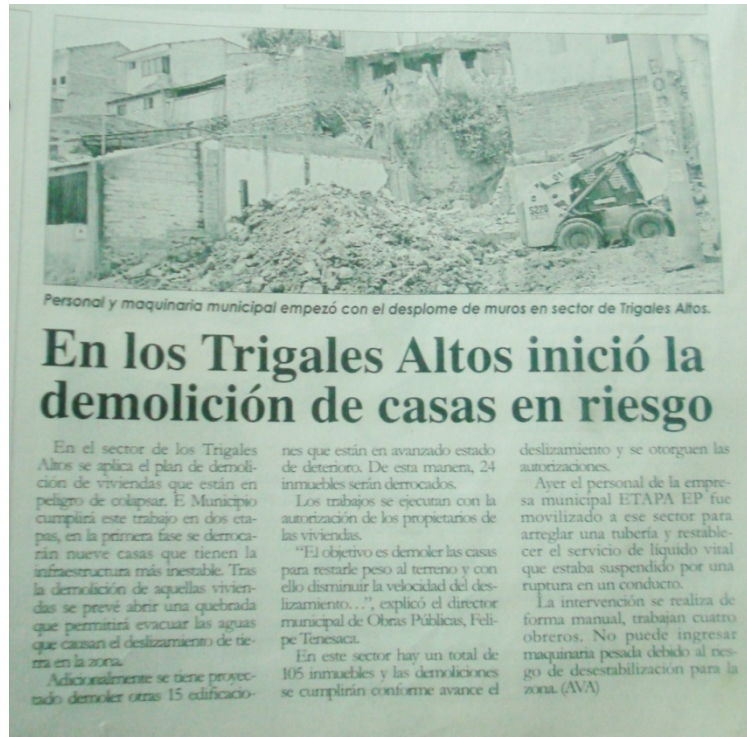 Personal y maquinaria municipal empezó con el desplome de muros en sector de Trigales Altos.
En los Trigales Altos inició la
demolición de casas en riesgo
En el sector de los Trigales
Altos se aplica el plan de demoli-
ción de viviendas que están en
peligro de colapsar. E Municipio
cumplirá este trabajo en dos eta-
pas, en la primera fase se derroca-
rán nueve casas que tienen la
infraestructura más inestable. Tras
la demolición de aquellas vivien-
das se prevé abrir una quebrada
que permitirá evacuar las aguas
que causan el deslizamiento de tie-
rra en la zona.
Adicionalmente se tiene proyec-
tado demoler otras 15 edificacio-
nes que están en avanzado estado
de deterioro. De esta manera, 24
inmuebles serán derrocados.
Los trabajos se ejecutan con la
autorización de los propietarios de
las viviendas.
“El objetivo es demoler las casas
para restarle peso al terreno y con
ello disminuir la velocidad del des-
lizamiento…”, explicó el director
municipal de Obras Públicas, Feli-
pe Tenesaca.
En este sector hay un total de
105 inmuebles y las demoliciones
se cumplirán conforme avance el
deslizamiento y se otorguen las
autorizaciones.
Ayer el personal de la empre-
sa municipal ETAPA EP fue
movilizado a ese sector para
arreglar una tubería y restable-
cer el servicio de líquido vital
que estaba suspendido por una
ruptura en un conducto.
La intervención se realiza de
forma manual, trabajan cuatro
obreros. No puede ingresar
maquinaria pesada debido al ries-
go de desestabilización para la
zona. (AVA)